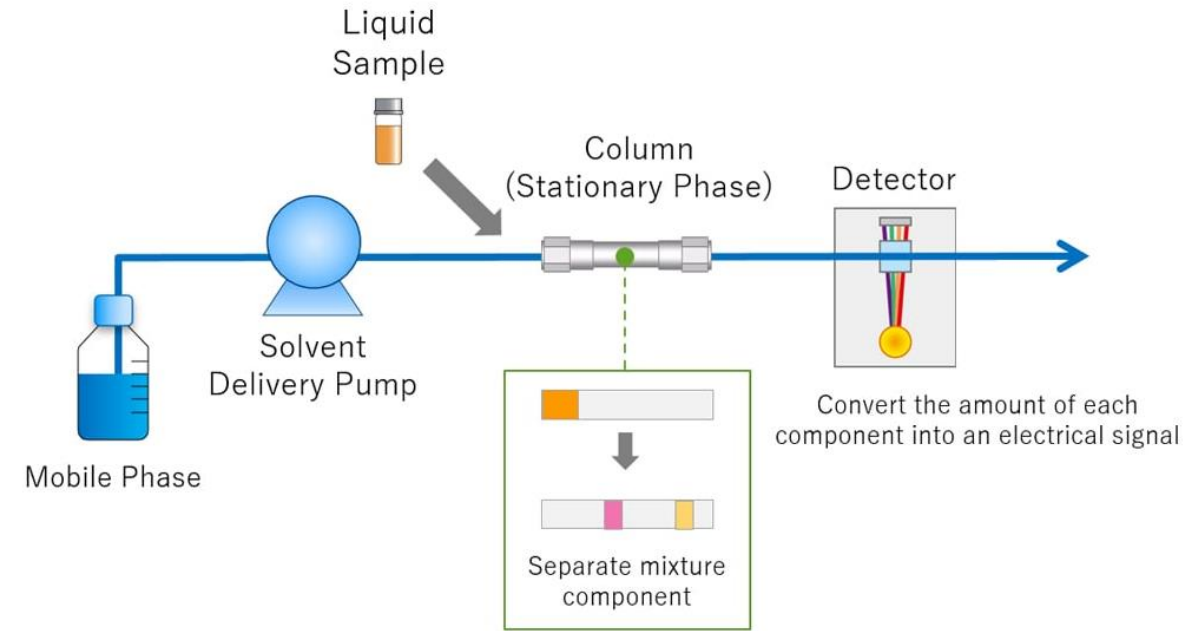 Liquid
Sample
Column
(Stationary Phase)
Detector
Solvent
Delivery Pump
Mobile Phase
Convert the amount of each
component into an electrical signal
Separate mixture
component